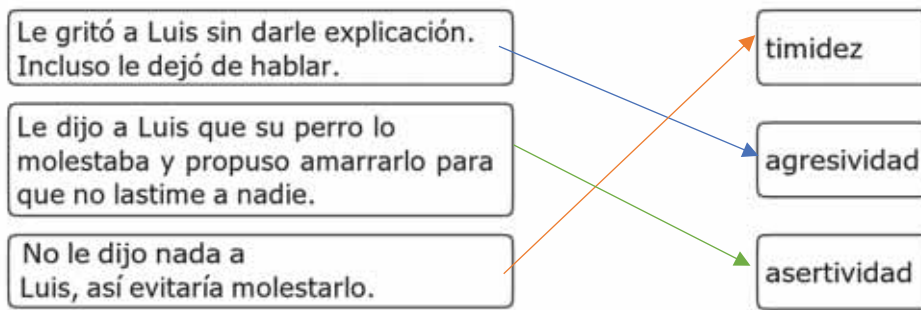 Le gritó a Luis sin darle explicación.
Incluso le dejó de hablar.
Le dijo a Luis que su perro lo
molestaba y propuso amarrarlo para
que no lastime a nadie.
No le dijo nada a
Luis, así evitaría molestarlo.
timidez
agresividad
asertividad